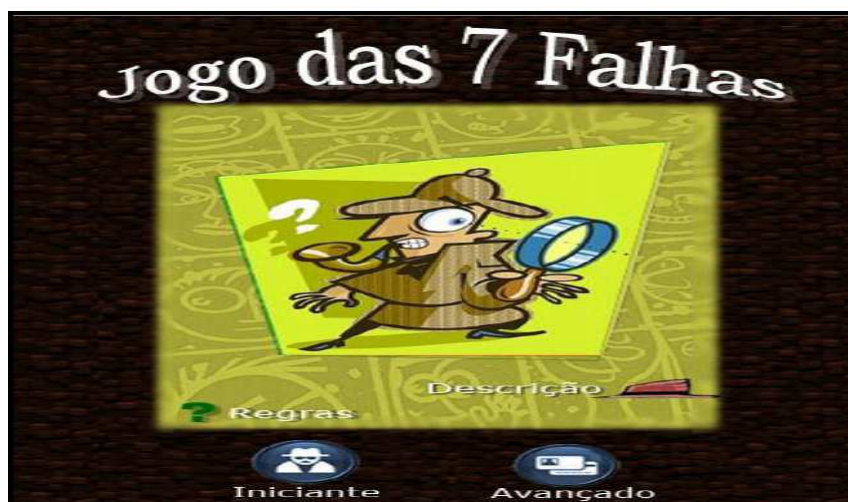 Jogo das 7 Falhas
??
Descrição
? Regras
Iniciante
Avançado